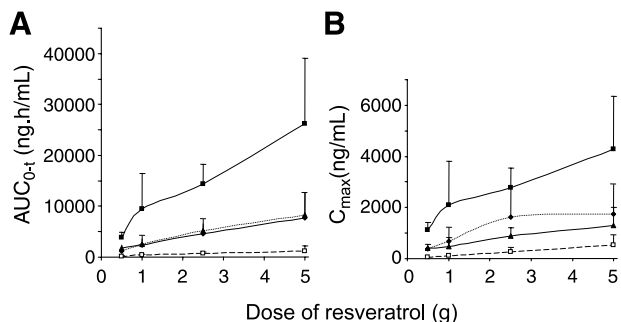 A
AUC0-t (ng.h/mL)
40000
30000
20000
10000
0
0 1 2 3 4 5
B
Cmax(ng/mL)
6000
4000
2000
0
0 1 2 3 4 5
Dose of resveratrol (g)